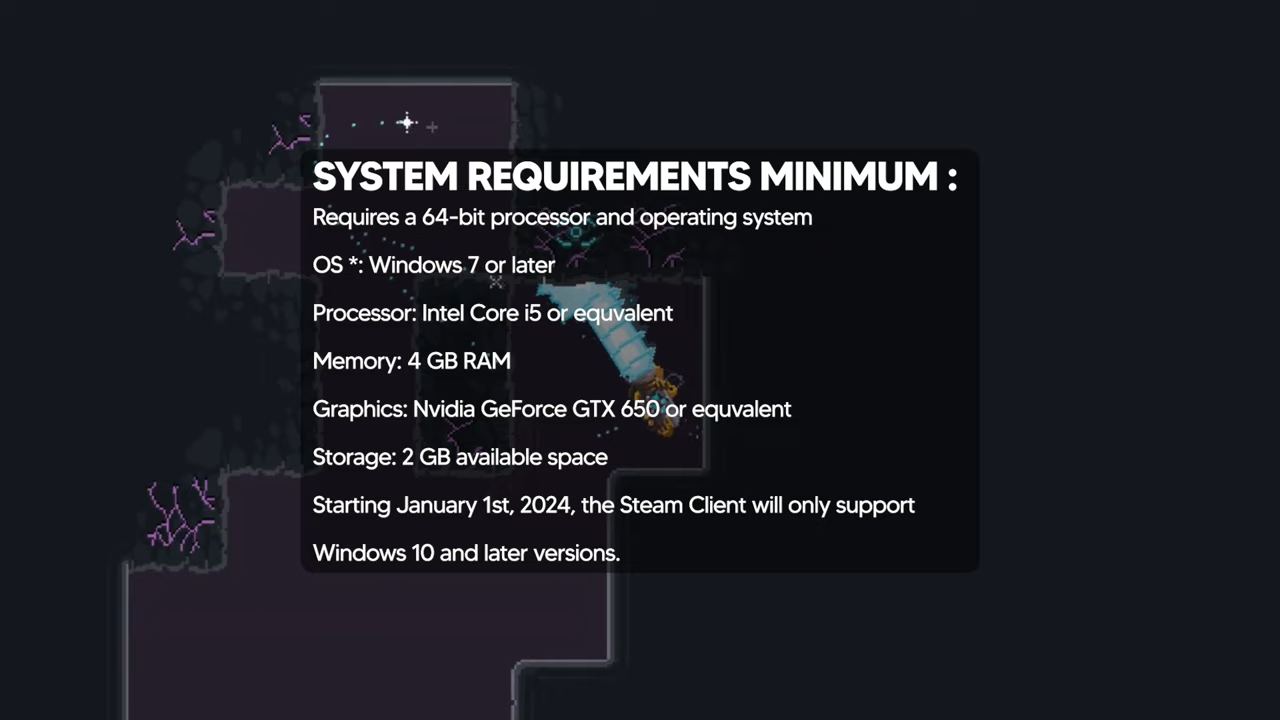 SYSTEM REQUIREMENTS MINIMUM :
Requires a 64-bit processor and operating system
OS *: Windows 7 or later
Processor: Intel Core i5 or equvalent
Memory: 4 GB RAM
Graphics: Nvidia GeForce GTX 650 or equvalent
Storage: 2 GB available space
Starting January 1st, 2024, the Steam Client will only support
Windows 10 and later versions.